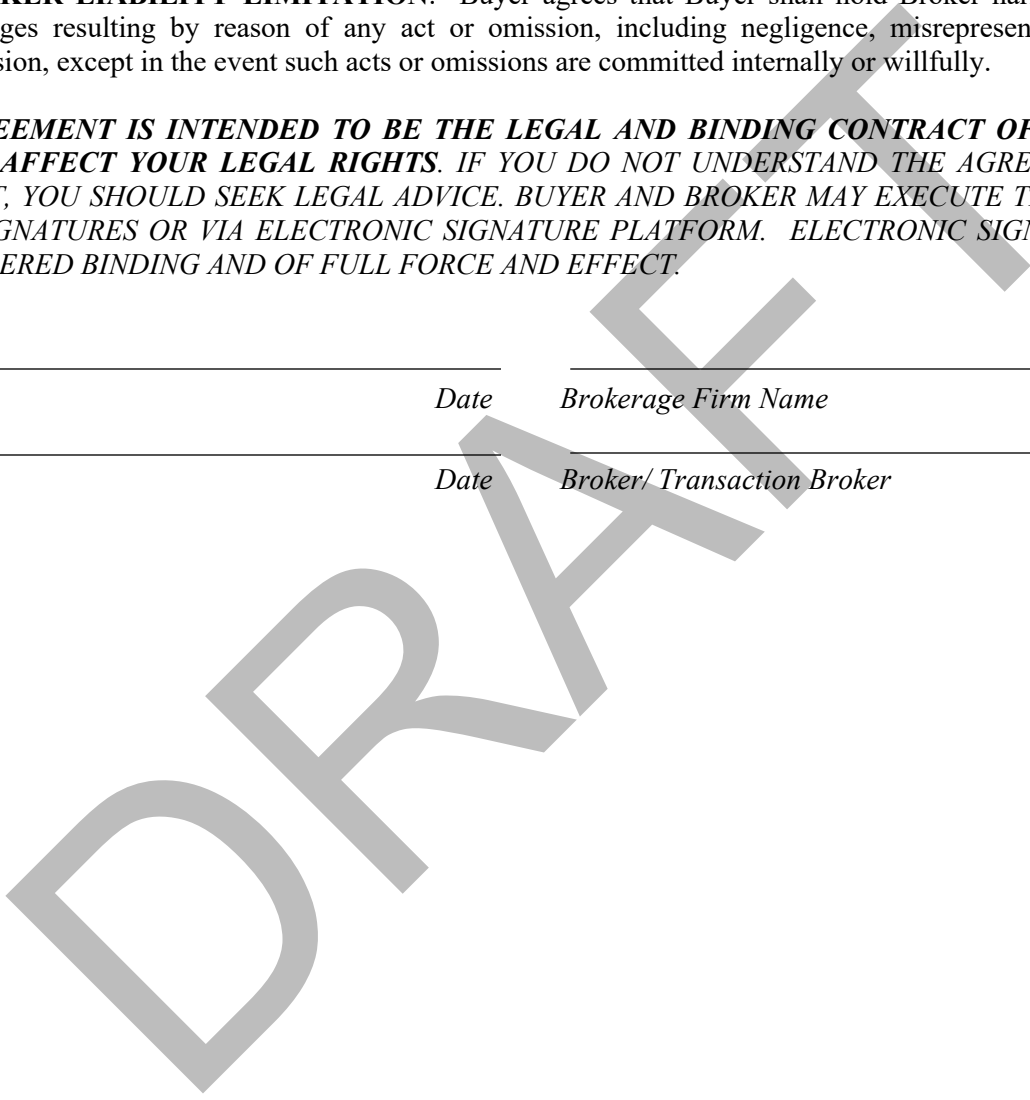 KER LIABILITY LIMITATION. Buyer agrees that Buyer shall hold Broker
ges resulting by reason of any act or omission, including negligence,
sion, except in the event such acts or omissions are committed internally or willfully.
EEMENT IS INTENDED TO BE THE LEGAL AND BINDING CONTRACT OF
AFFECT YOUR LEGAL RIGHTS. IF YOU DO NOT UNDERSTAND THE AGRE
T, YOU SHOULD SEEK LEGAL ADVICE. BUYER AND BROKER MAY EXECUTE
GNATURES OR VIA ELECTRONIC SIGNATURE PLATFORM. ELECTRONIC SIGN
ERED BINDING AND OF FULL FORCE AND EFFECT.
Date Brokerage Firm Name
Date Broker/ Transaction Broker
DRAFT